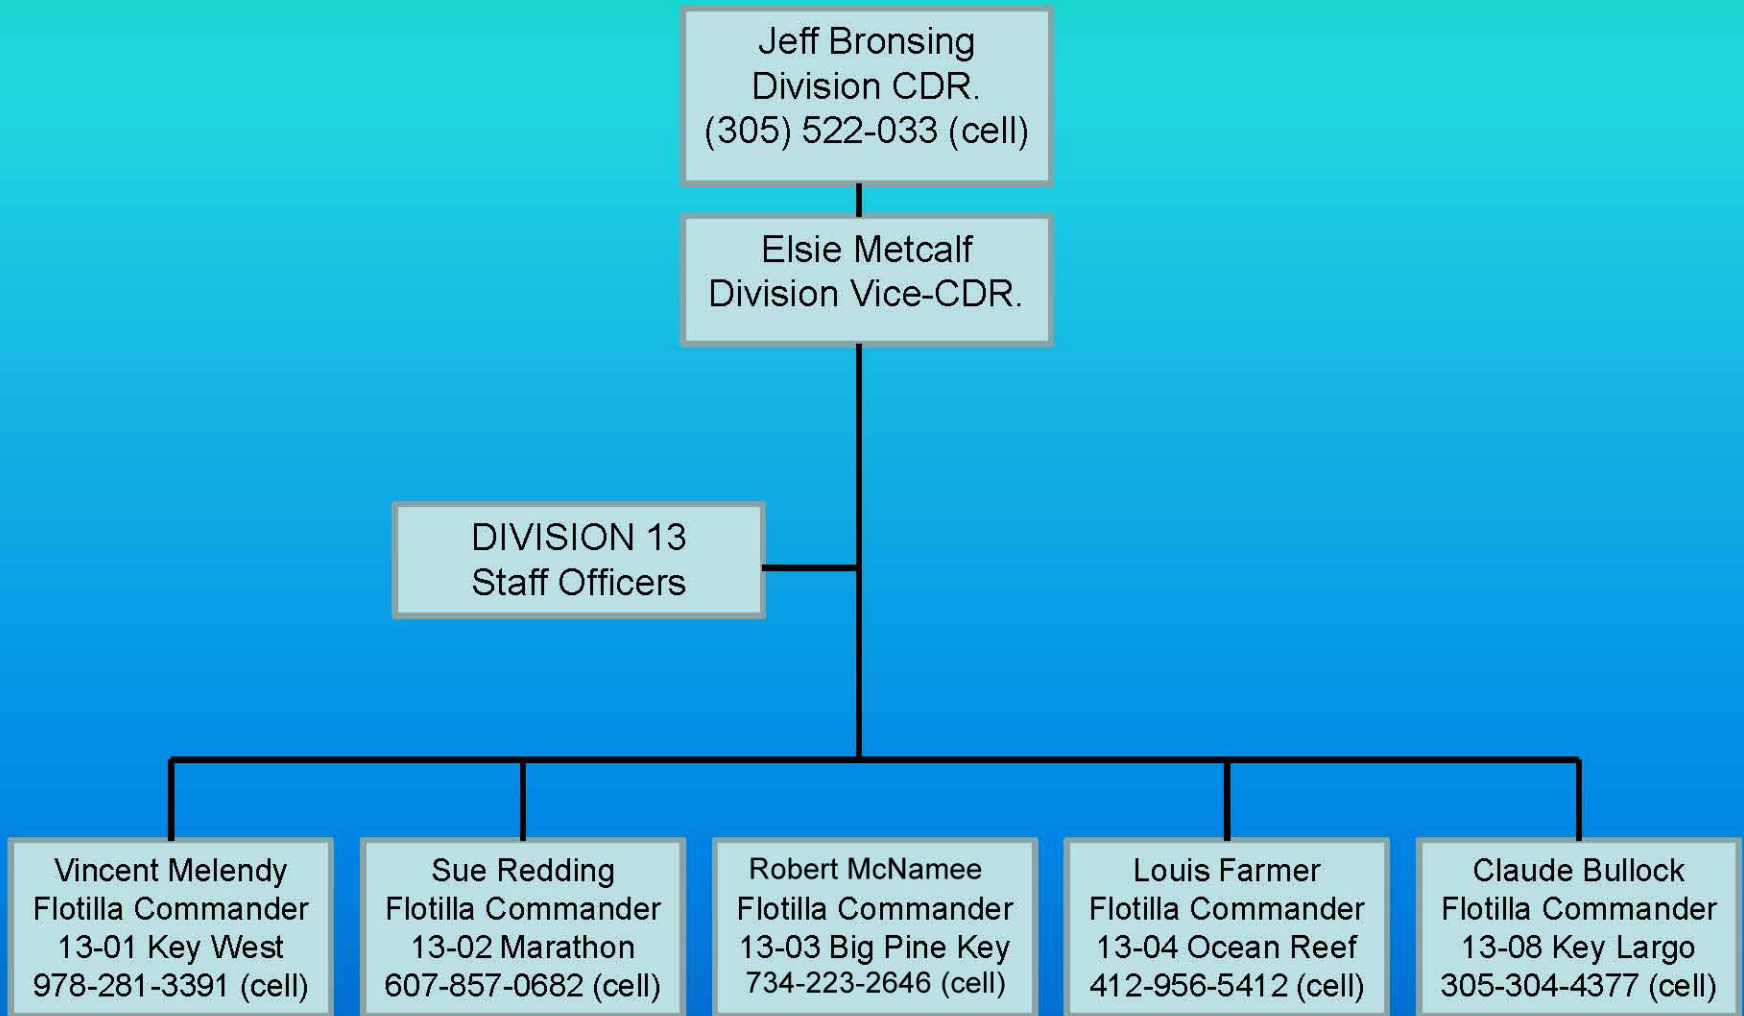 Jeff Bronsing
Division CDR.
(305) 522-033 (cell)
Elsie Metcalf
Division Vice-CDR.
DIVISION 13
Staff Officers
Vincent Melendy
Flotilla Commander
13-01 Key West
978-281-3391 (cell)
Sue Redding
Flotilla Commander
13-02 Marathon
607-857-0682 (cell)
Robert McNamee
Flotilla Commander
13-03 Big Pine Key
734-223-2646 (cell)
Louis Farmer
Flotilla Commander
13-04 Ocean Reef
412-956-5412 (cell)
Claude Bullock
Flotilla Commander
13-08 Key Largo
305-304-4377 (cell)